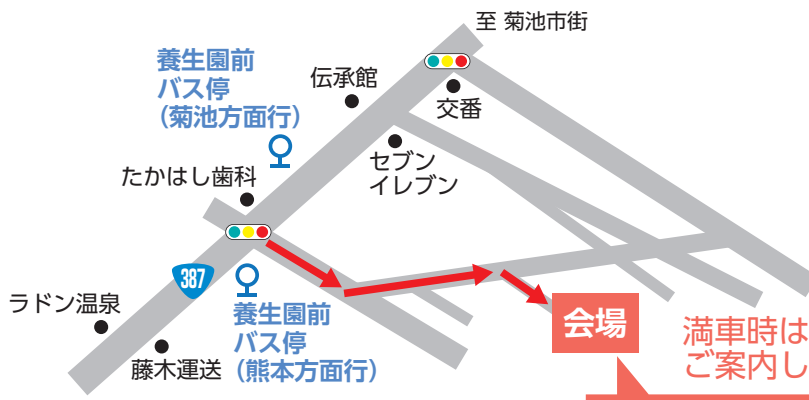 至 菊池市街
養生園前
バス停
（菊池方面行）
伝承館
交番
セブン
イレブン
たかはし歯科
387
ラドン温泉
藤木運送
養生園前
バス停
（熊本方面行）
会場
満車時は
ご案内し